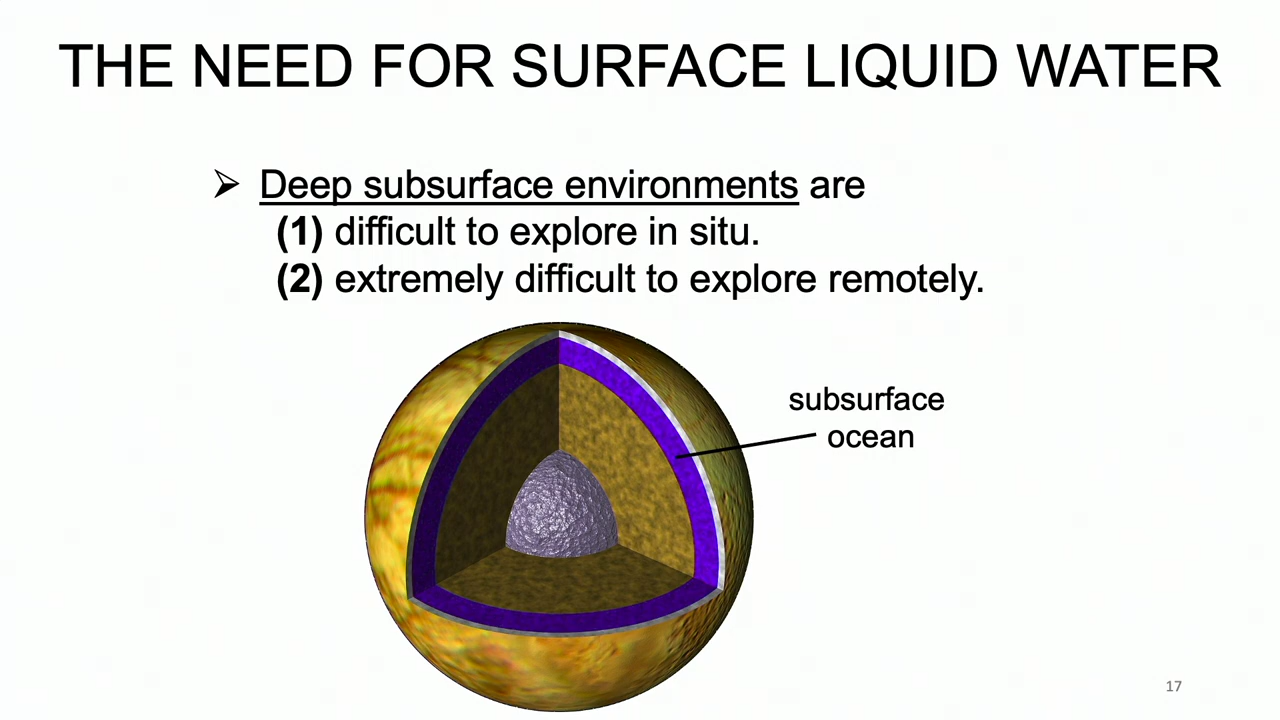 THE NEED FOR SURFACE LIQUID WATER
➢ Deep subsurface environments are
(1) difficult to explore in situ.
(2) extremely difficult to explore remotely.
subsurface
ocean
17